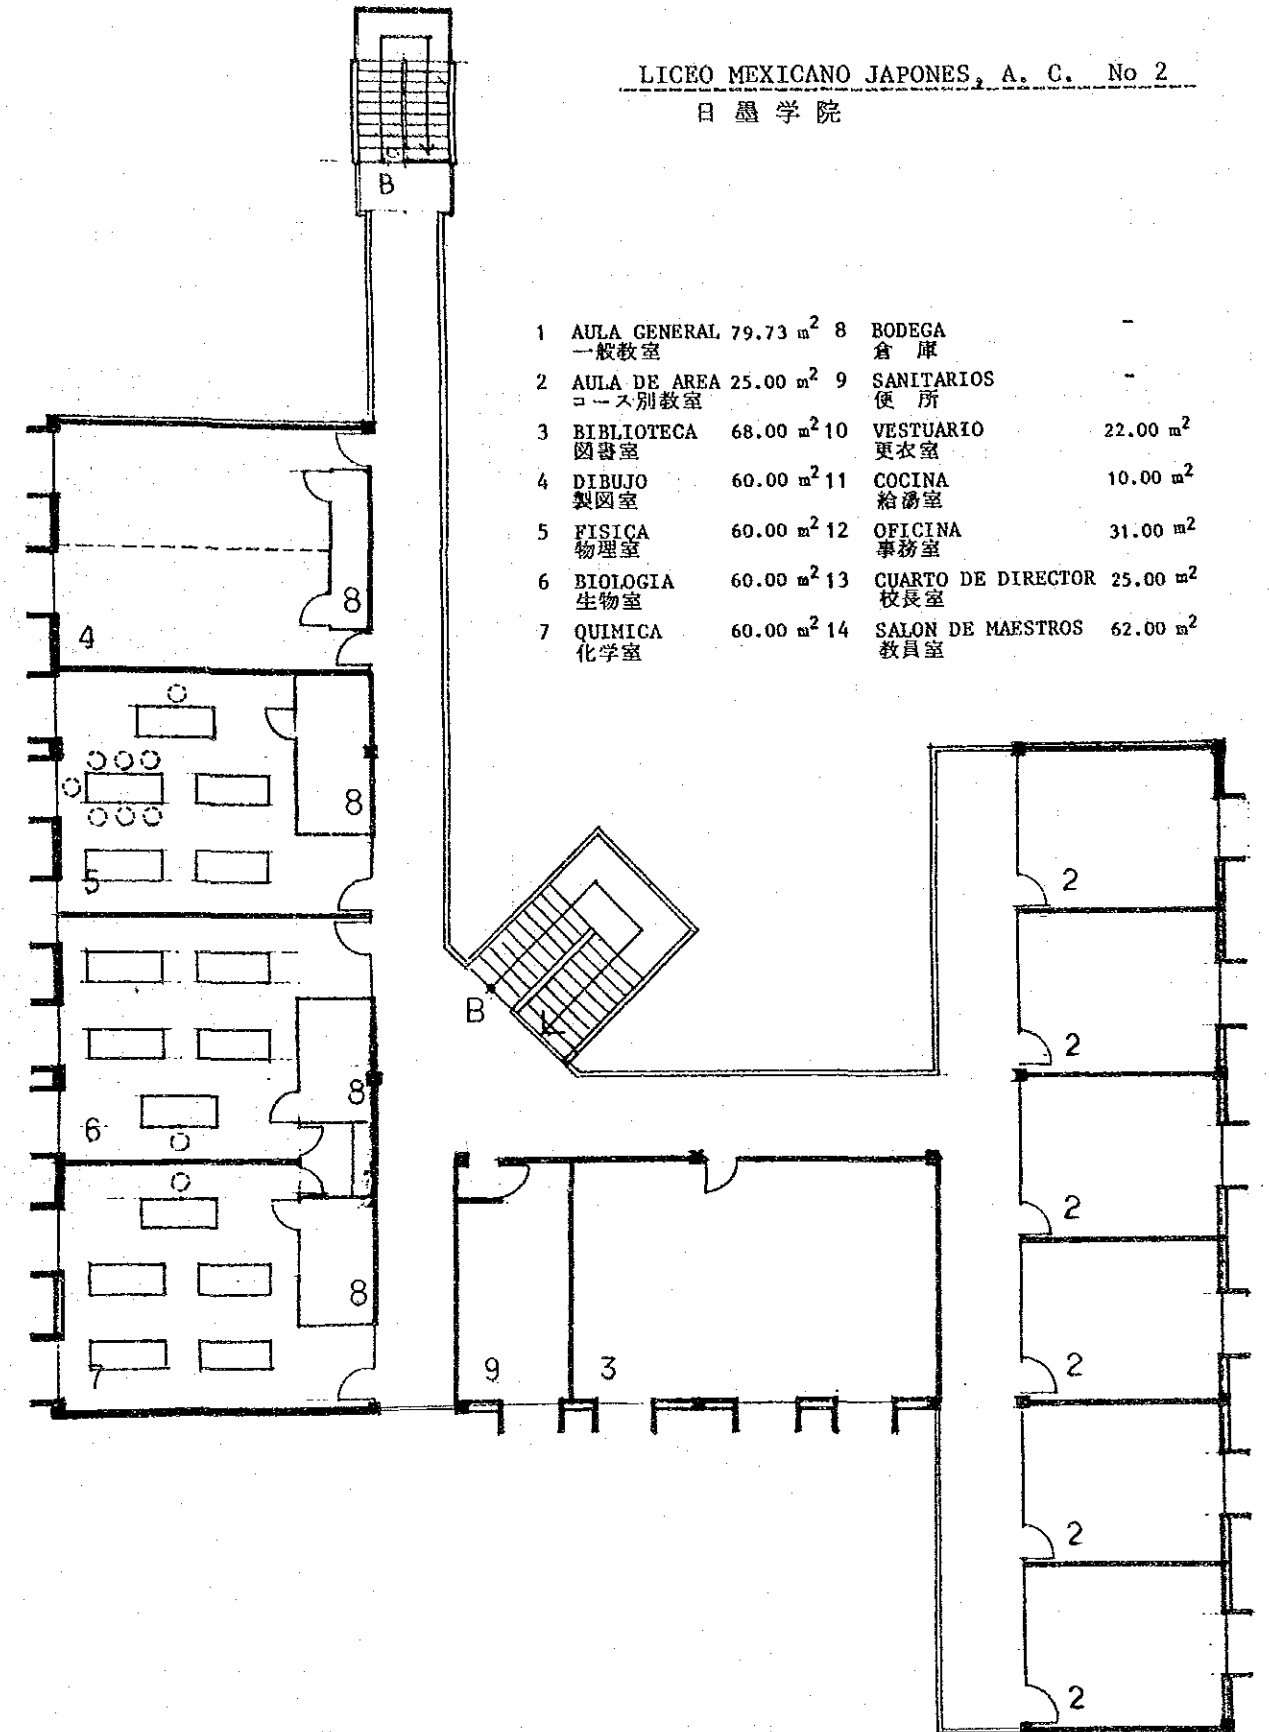 LICEO MEXICANO JAPONES, A. C. No 2
日墨学院
B
1 AULA GENERAL 79.73 m² 8 BODEGA -
一般教室 倉庫
2 AULA DE AREA 25.00 m² 9 SANITARIOS -
コース別教室 便所
3 BIBLIOTECA 68.00 m² 10 VESTUARIO 22.00 m²
図書室 更衣室
4 DIBUJO 60.00 m² 11 COCINA 10.00 m²
製図室 給湯室
5 FISICA 60.00 m² 12 OFICINA 31.00 m²
物理室 事務室
6 BIOLOGIA 60.00 m² 13 CUARTO DE DIRECTOR 25.00 m²
生物室 校長室
7 QUIMICA 60.00 m² 14 SALON DE MAESTROS 62.00 m²
化学室 教員室
8
4
8
5
2
B
2
8
6
2
8
9 3
7
2
2
2